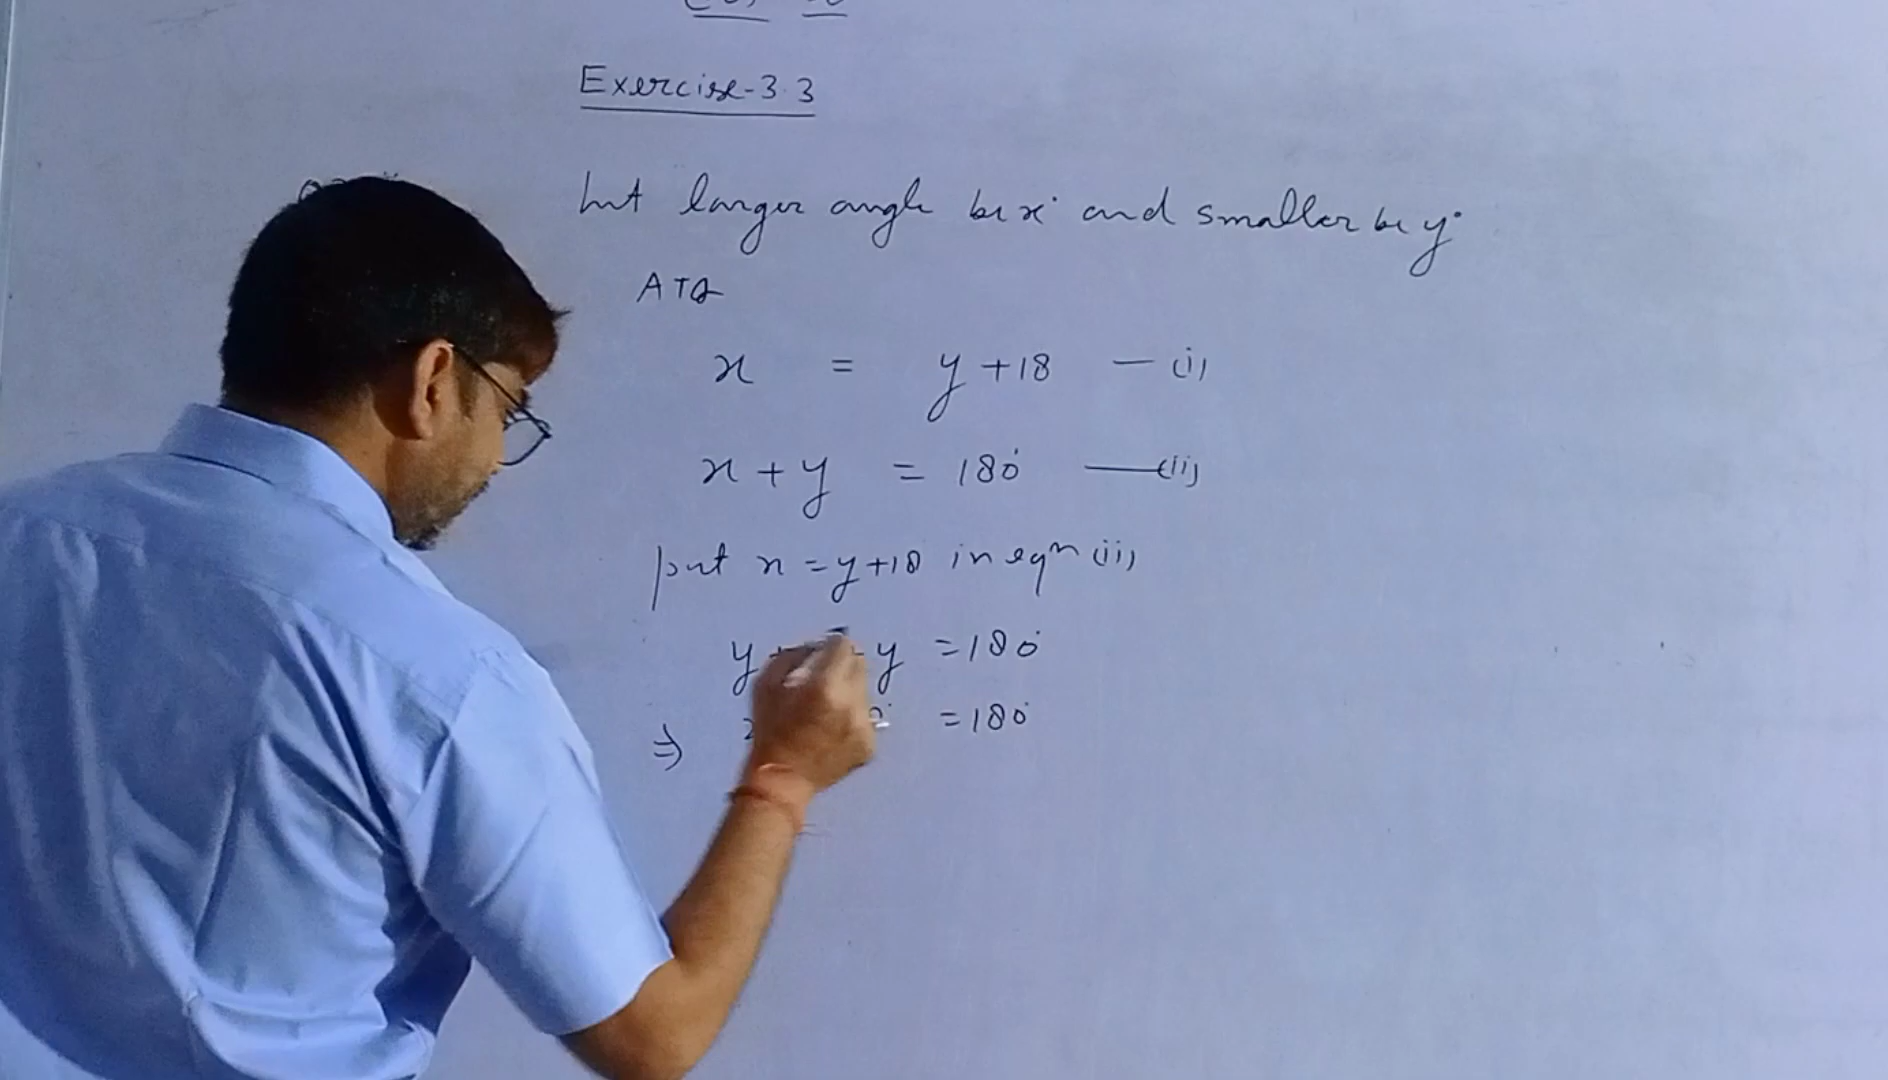 Exercise-3.3
Let larger angle be x° and smaller be y°
ATQ
x = y + 18 — (i)
x + y = 180° — (ii)
put x = y + 18 in eqn (ii)
y + y = 180°
⇒ = 180°